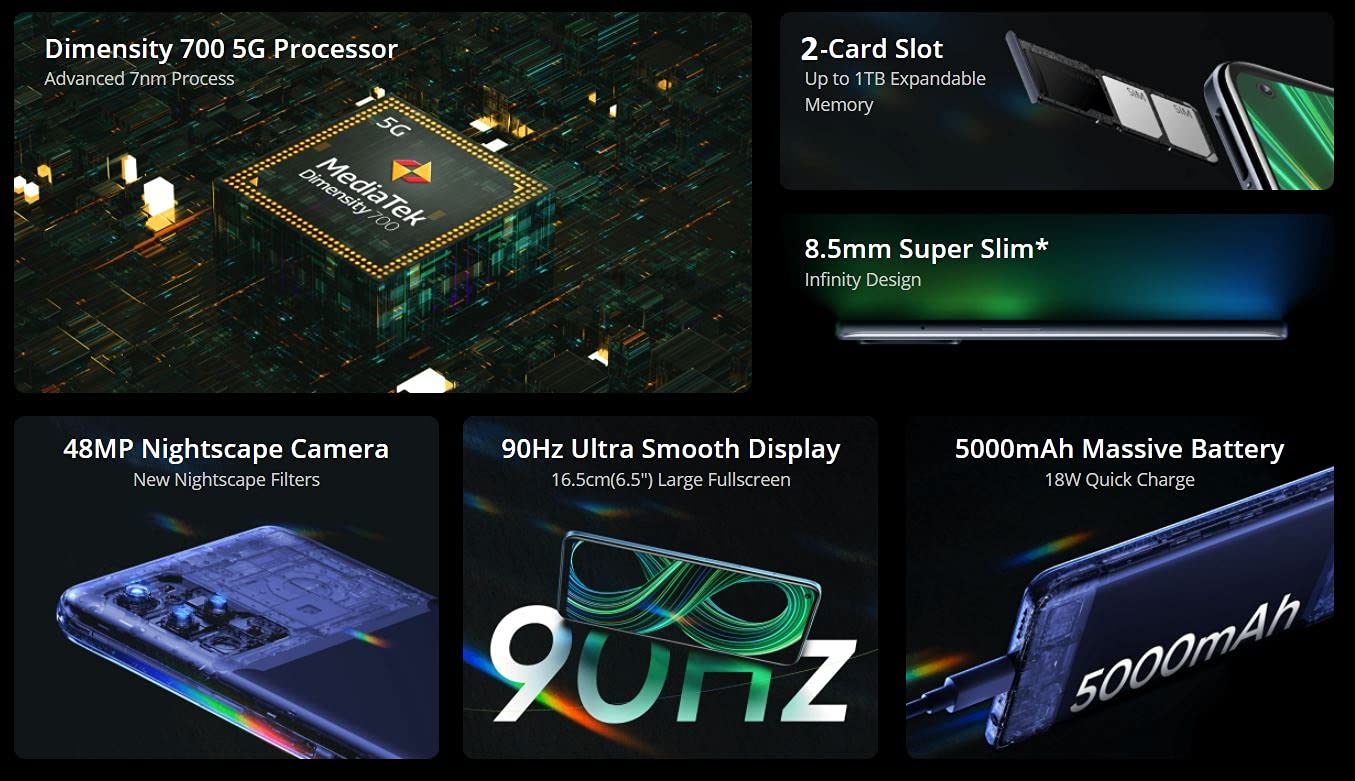 Dimensity 700 5G Processor
Advanced 7nm Process
5G
MediaTek
Dimensity 700
2-Card Slot
Up to 1TB Expandable
Memory
SIM
SIM
8.5mm Super Slim*
Infinity Design
48MP Nightscape Camera
New Nightscape Filters
90Hz Ultra Smooth Display
16.5cm(6.5") Large Fullscreen
90Hz
5000mAh Massive Battery
18W Quick Charge
5000mAh